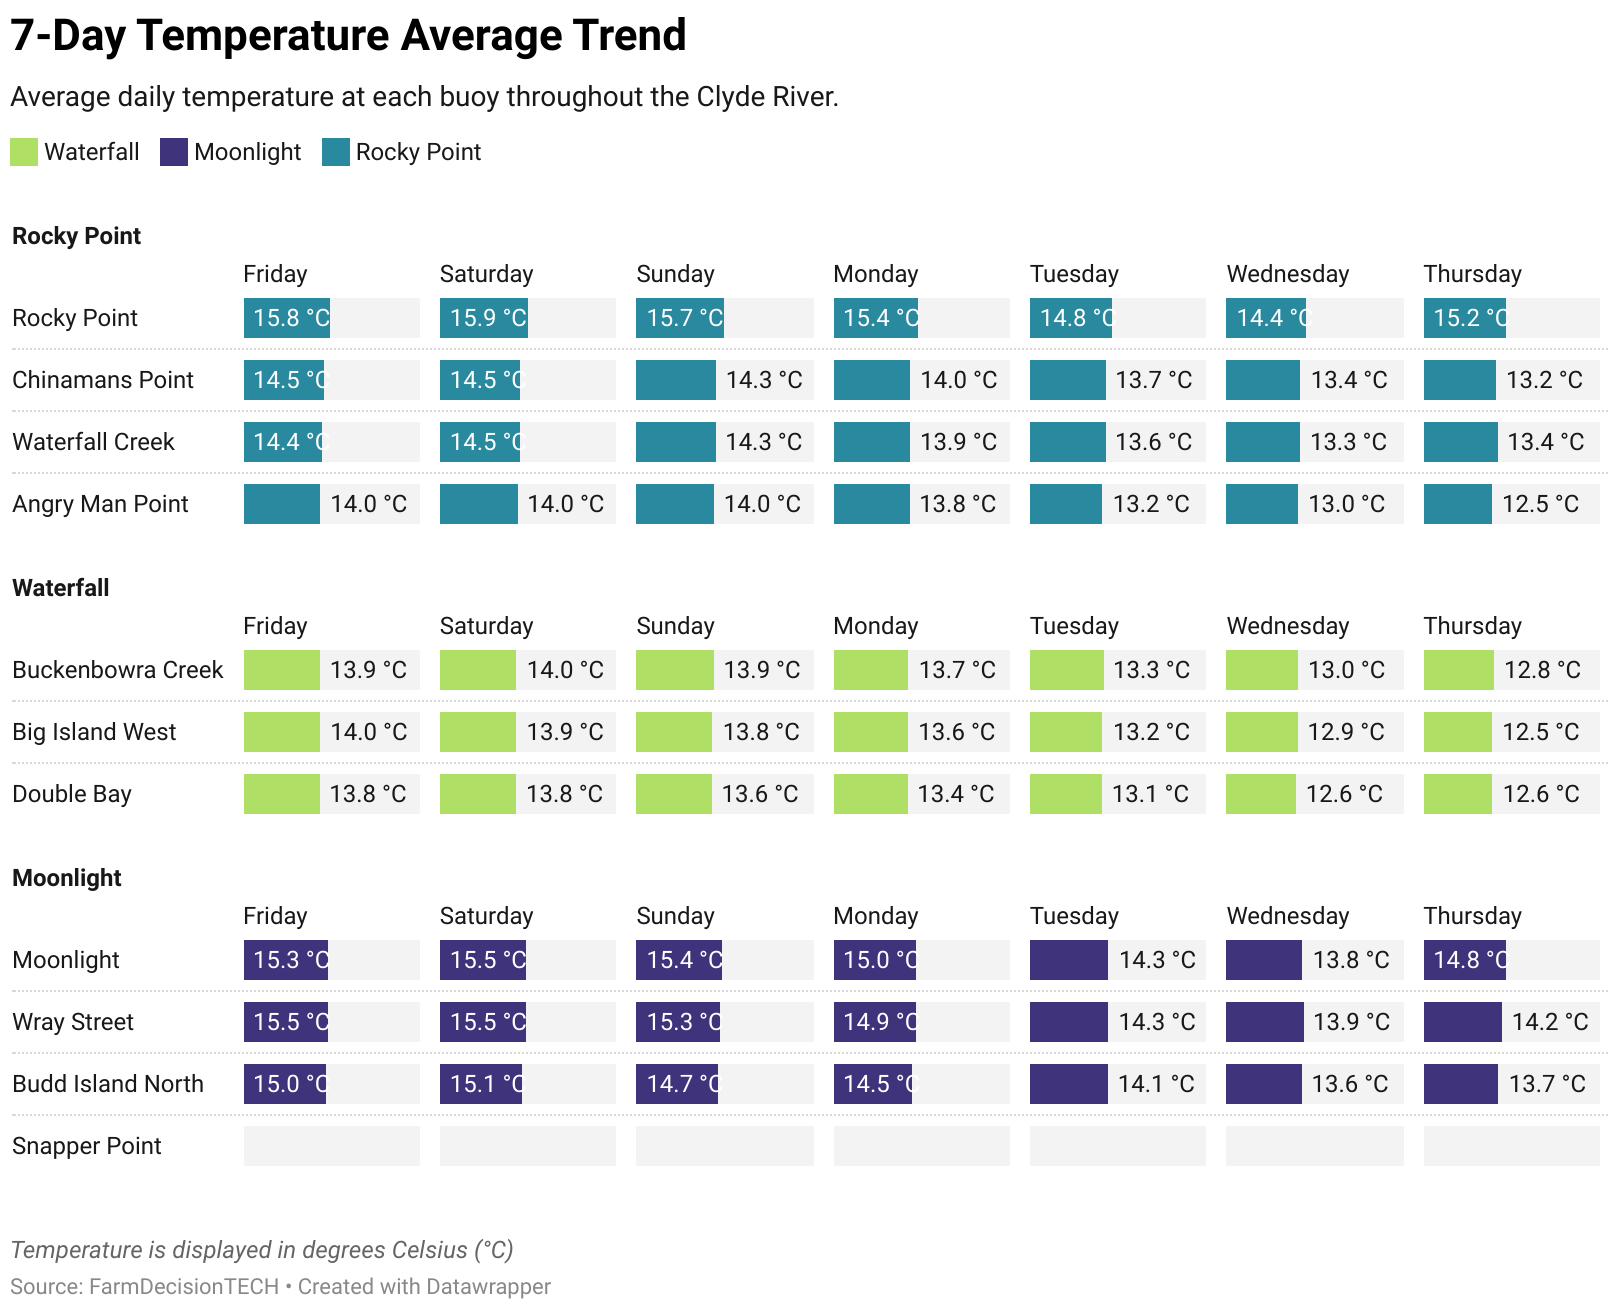 7-Day Temperature Average Trend
Average daily temperature at each buoy throughout the Clyde River.
Waterfall Moonlight Rocky Point
Rocky Point
Friday Saturday Sunday Monday Tuesday Wednesday Thursday
Rocky Point 15.8 °C 15.9 °C 15.7 °C 15.4 °C 14.8 °C 14.4 °C 15.2 °C
Chinamans Point 14.5 °C 14.5 °C 14.3 °C 14.0 °C 13.7 °C 13.4 °C 13.2 °C
Waterfall Creek 14.4 °C 14.5 °C 14.3 °C 13.9 °C 13.6 °C 13.3 °C 13.4 °C
Angry Man Point 14.0 °C 14.0 °C 14.0 °C 13.8 °C 13.2 °C 13.0 °C 12.5 °C
Waterfall
Friday Saturday Sunday Monday Tuesday Wednesday Thursday
Buckenbowra Creek 13.9 °C 14.0 °C 13.9 °C 13.7 °C 13.3 °C 13.0 °C 12.8 °C
Big Island West 14.0 °C 13.9 °C 13.8 °C 13.6 °C 13.2 °C 12.9 °C 12.5 °C
Double Bay 13.8 °C 13.8 °C 13.6 °C 13.4 °C 13.1 °C 12.6 °C 12.6 °C
Moonlight
Friday Saturday Sunday Monday Tuesday Wednesday Thursday
Moonlight 15.3 °C 15.5 °C 15.4 °C 15.0 °C 14.3 °C 13.8 °C 14.8 °C
Wray Street 15.5 °C 15.5 °C 15.3 °C 14.9 °C 14.3 °C 13.9 °C 14.2 °C
Budd Island North 15.0 °C 15.1 °C 14.7 °C 14.5 °C 14.1 °C 13.6 °C 13.7 °C
Snapper Point
Temperature is displayed in degrees Celsius (°C)
Source: FarmDecisionTECH • Created with Datawrapper